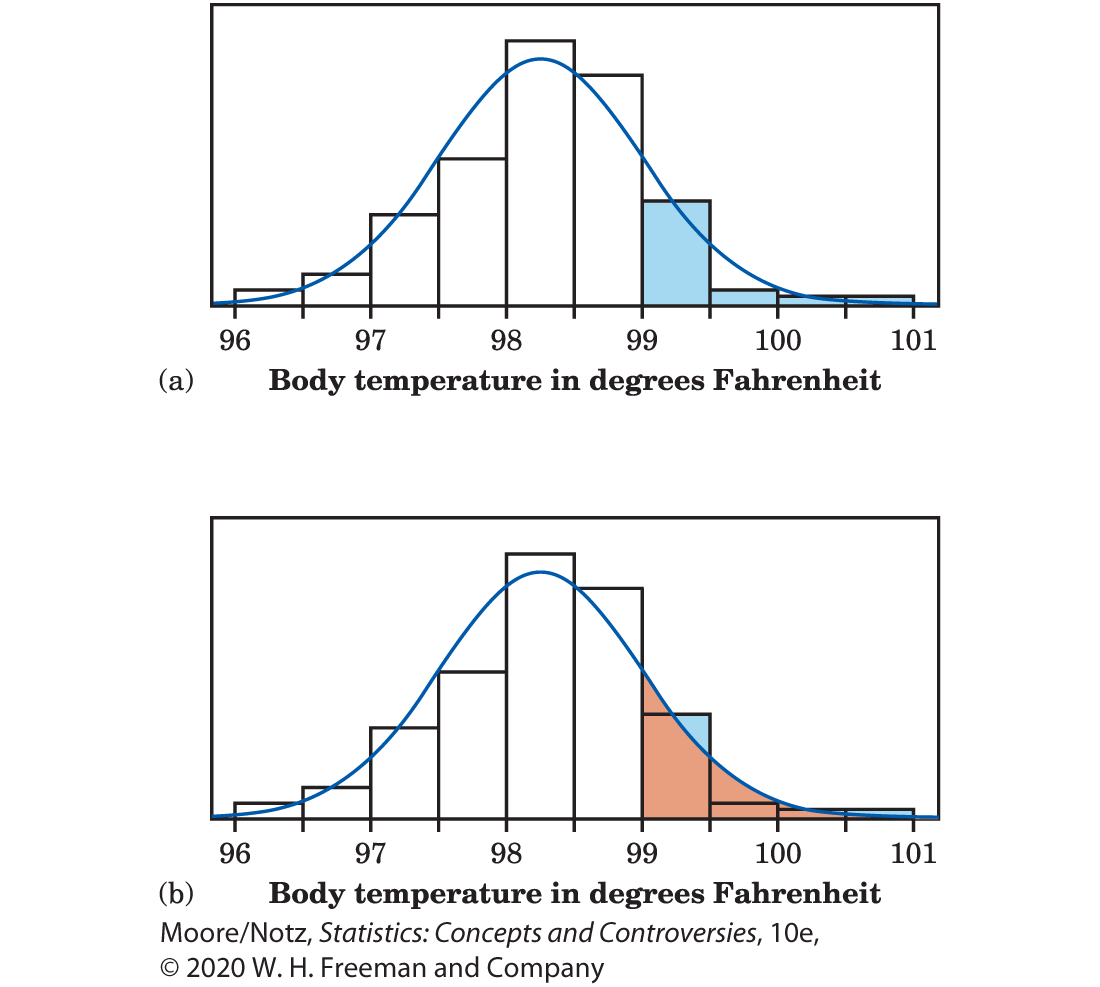 96 97 98 99 100 101
(a) Body temperature in degrees Fahrenheit
96 97 98 99 100 101
(b) Body temperature in degrees Fahrenheit
Moore/Notz, Statistics: Concepts and Controversies, 10e,
© 2020 W. H. Freeman and Company